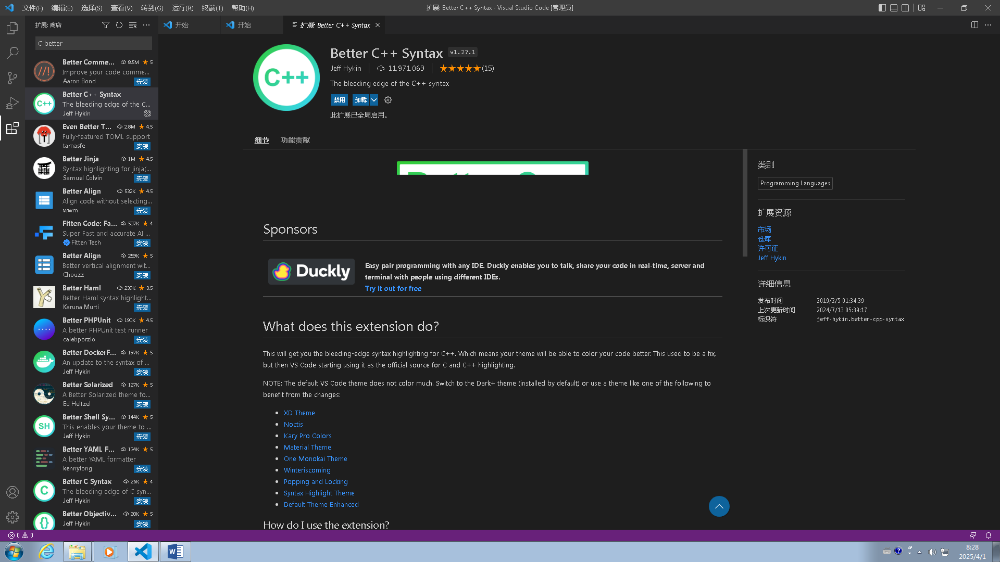 文件(F) 编辑(E) 选择(S) 查看(V) 转到(G) 运行(R) 终端(T) 帮助(H)
扩展: Better C++ Syntax - Visual Studio Code [管理员]
扩展: 商店
开始
开始
扩展: Better C++ Syntax
C better
Better Comme... 8.5M 5
Improve your code comme...
Aaron Bond 安装
Better C++ Syntax
The bleeding edge of the C...
Jeff Hykin
Even Better T... 2.8M 4.5
Fully-featured TOML support
tamasfe 安装
Better Jinja 1M 4.5
Syntax highlighting for jinja(...
Samuel Colvin 安装
Better Align 532K 4.5
Align code without selecting...
wwm 安装
Fitten Code: Fa... 507K 4
Super Fast and accurate AI ...
Fitten Tech 安装
Better Align 259K 5
Better vertical alignment wit...
Chouzz 安装
Better Haml 239K 3.5
Better Haml syntax highlight...
Karuna Murti 安装
Better PHPUnit 190K 4.5
A better PHPUnit test runner
calebporzio 安装
Better DockerF... 197K 5
An update to the syntax of ...
Jeff Hykin 安装
Better Solarized 127K 5
A Better Solarized theme fo...
Ed Heltzel 安装
SH
Better Shell Sy... 144K 5
This enables your theme to ...
Jeff Hykin 安装
Better YAML F... 134K 5
A better YAML formatter
kennylong 安装
C
Better C Syntax 26K 4
The bleeding edge of C syn...
Jeff Hykin 安装
{}
Better Objectiv... 20K 5
Jeff Hykin 安装
C++
Better C++ Syntax v1.27.1
Jeff Hykin 11,971,063 (15)
The bleeding edge of the C++ syntax
禁用 卸载
此扩展已全局启用。
细节 功能贡献
Sponsors
Duckly
Easy pair programming with any IDE. Duckly enables you to talk, share your code in real-time, server and
terminal with people using different IDEs.
Try it out for free
What does this extension do?
This will get you the bleeding-edge syntax highlighting for C++. Which means your theme will be able to color your code better. This used to be a fix,
but then VS Code starting using it as the official source for C and C++ highlighting.
NOTE: The default VS Code theme does not color much. Switch to the Dark+ theme (installed by default) or use a theme like one of the following to
benefit from the changes:
XD Theme
Noctis
Kary Pro Colors
Material Theme
One Monokai Theme
Winteriscoming
Popping and Locking
Syntax Highlight Theme
Default Theme Enhanced
How do I use the extension?
类别
Programming Languages
扩展资源
市场
仓库
许可证
Jeff Hykin
详细信息
发布时间 2019/2/5 01:34:39
上次更新时间 2024/7/13 05:39:17
标识符 jeff-hykin.better-cpp-syntax
0 0
8:28
2025/4/1